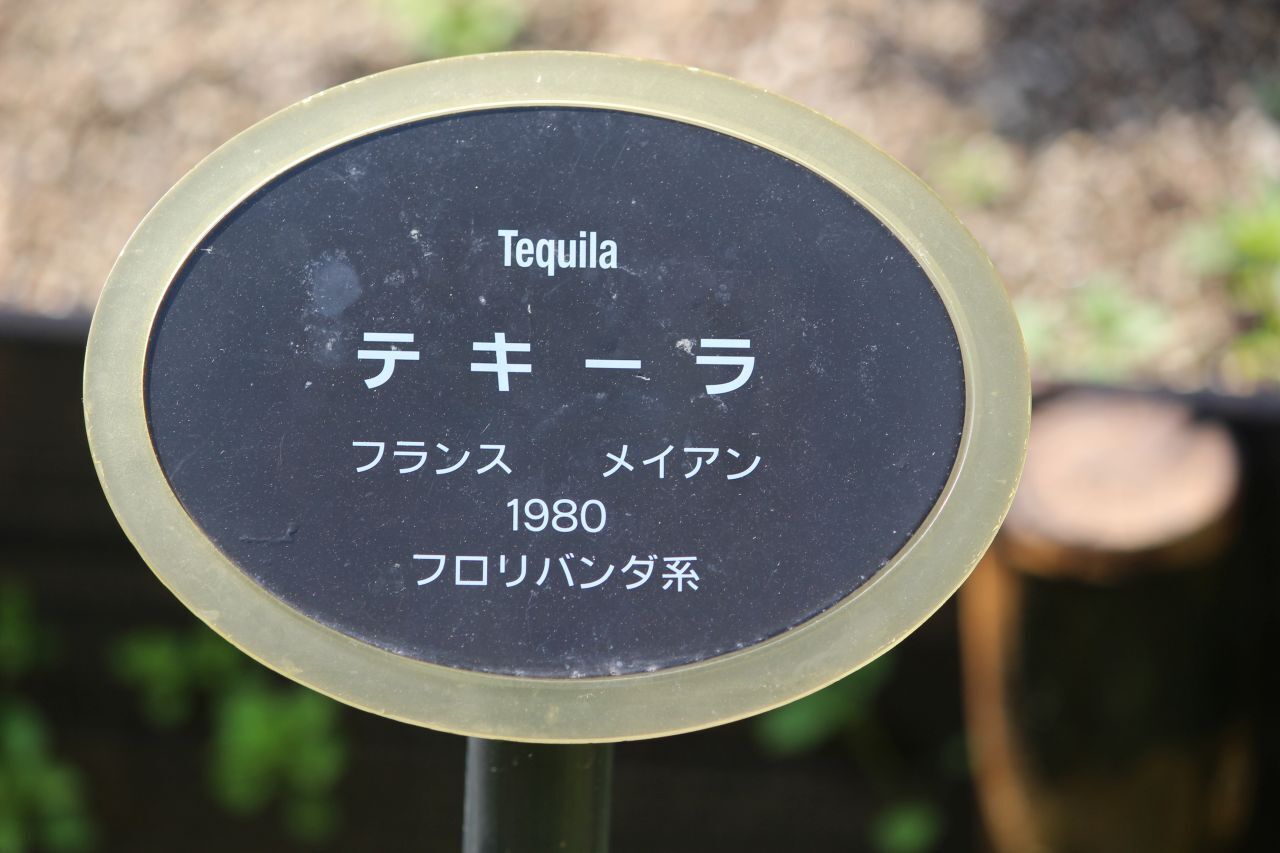 Tequila
テキーラ
フランス　メイアン
1980
フロリバンダ系